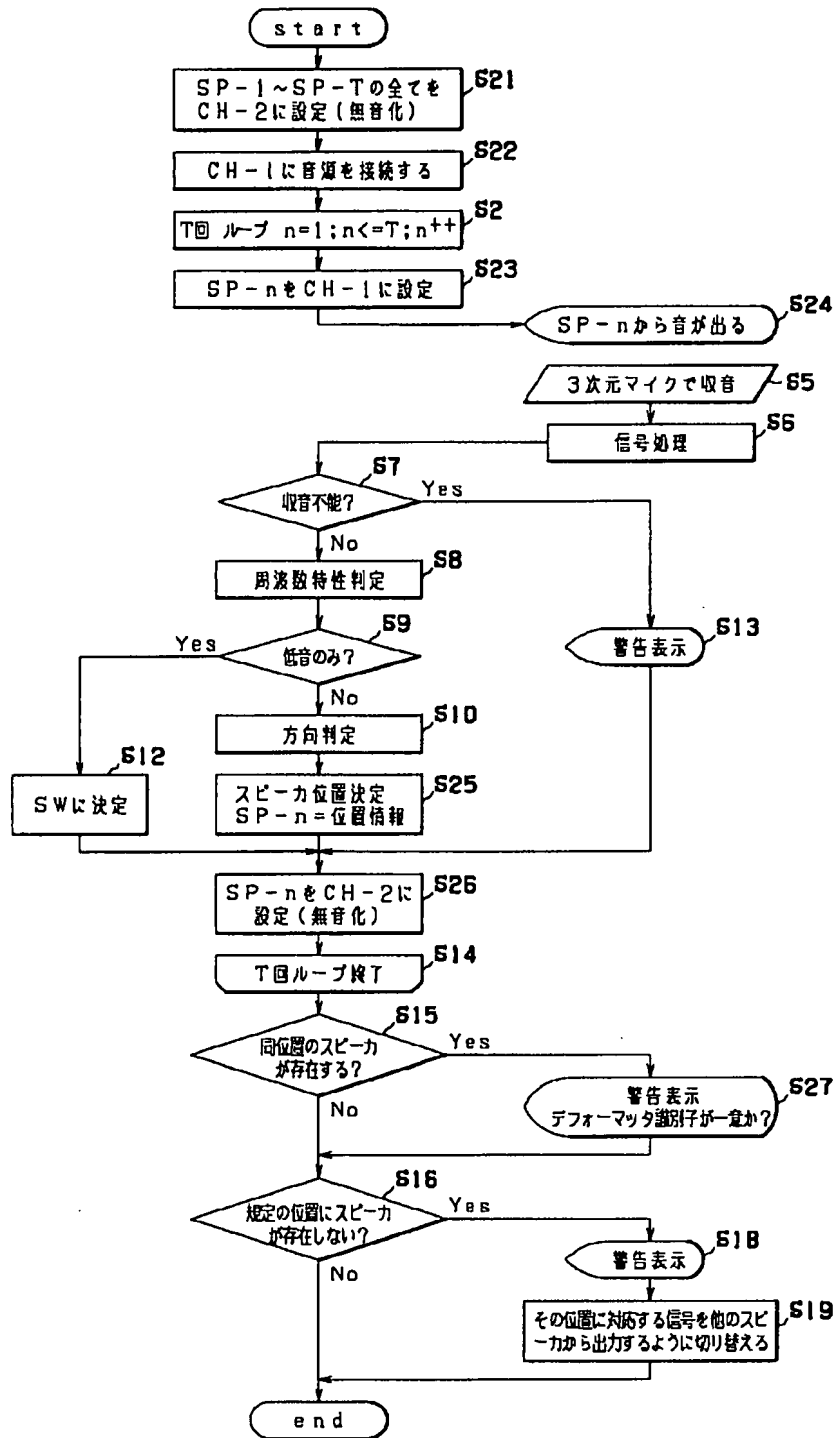 start
SP-1~SP-Tの全てを
CH-2に設定(無音化)
S21
CH-1に音源を接続する
S22
T回 ループ n=1;n<=T;n++
S2
SP-nをCH-1に設定
S23
SP-nから音が出る
S24
3次元マイクで収音
S5
信号処理
S6
収音不能?
S7
Yes
No
周波数特性判定
S8
低音のみ?
S9
Yes
No
警告表示
S13
方向判定
S10
SWに決定
S12
スピーカ位置決定
SP-n=位置情報
S25
SP-nをCH-2に
設定(無音化)
S26
T回ループ終了
S14
同位置のスピーカ
が存在する?
S15
Yes
No
警告表示
デフォーマッタ識別子が一意か?
S27
規定の位置にスピーカ
が存在しない?
S16
Yes
No
警告表示
S18
その位置に対応する信号を他のスピ
ーカから出力するように切り替える
S19
end